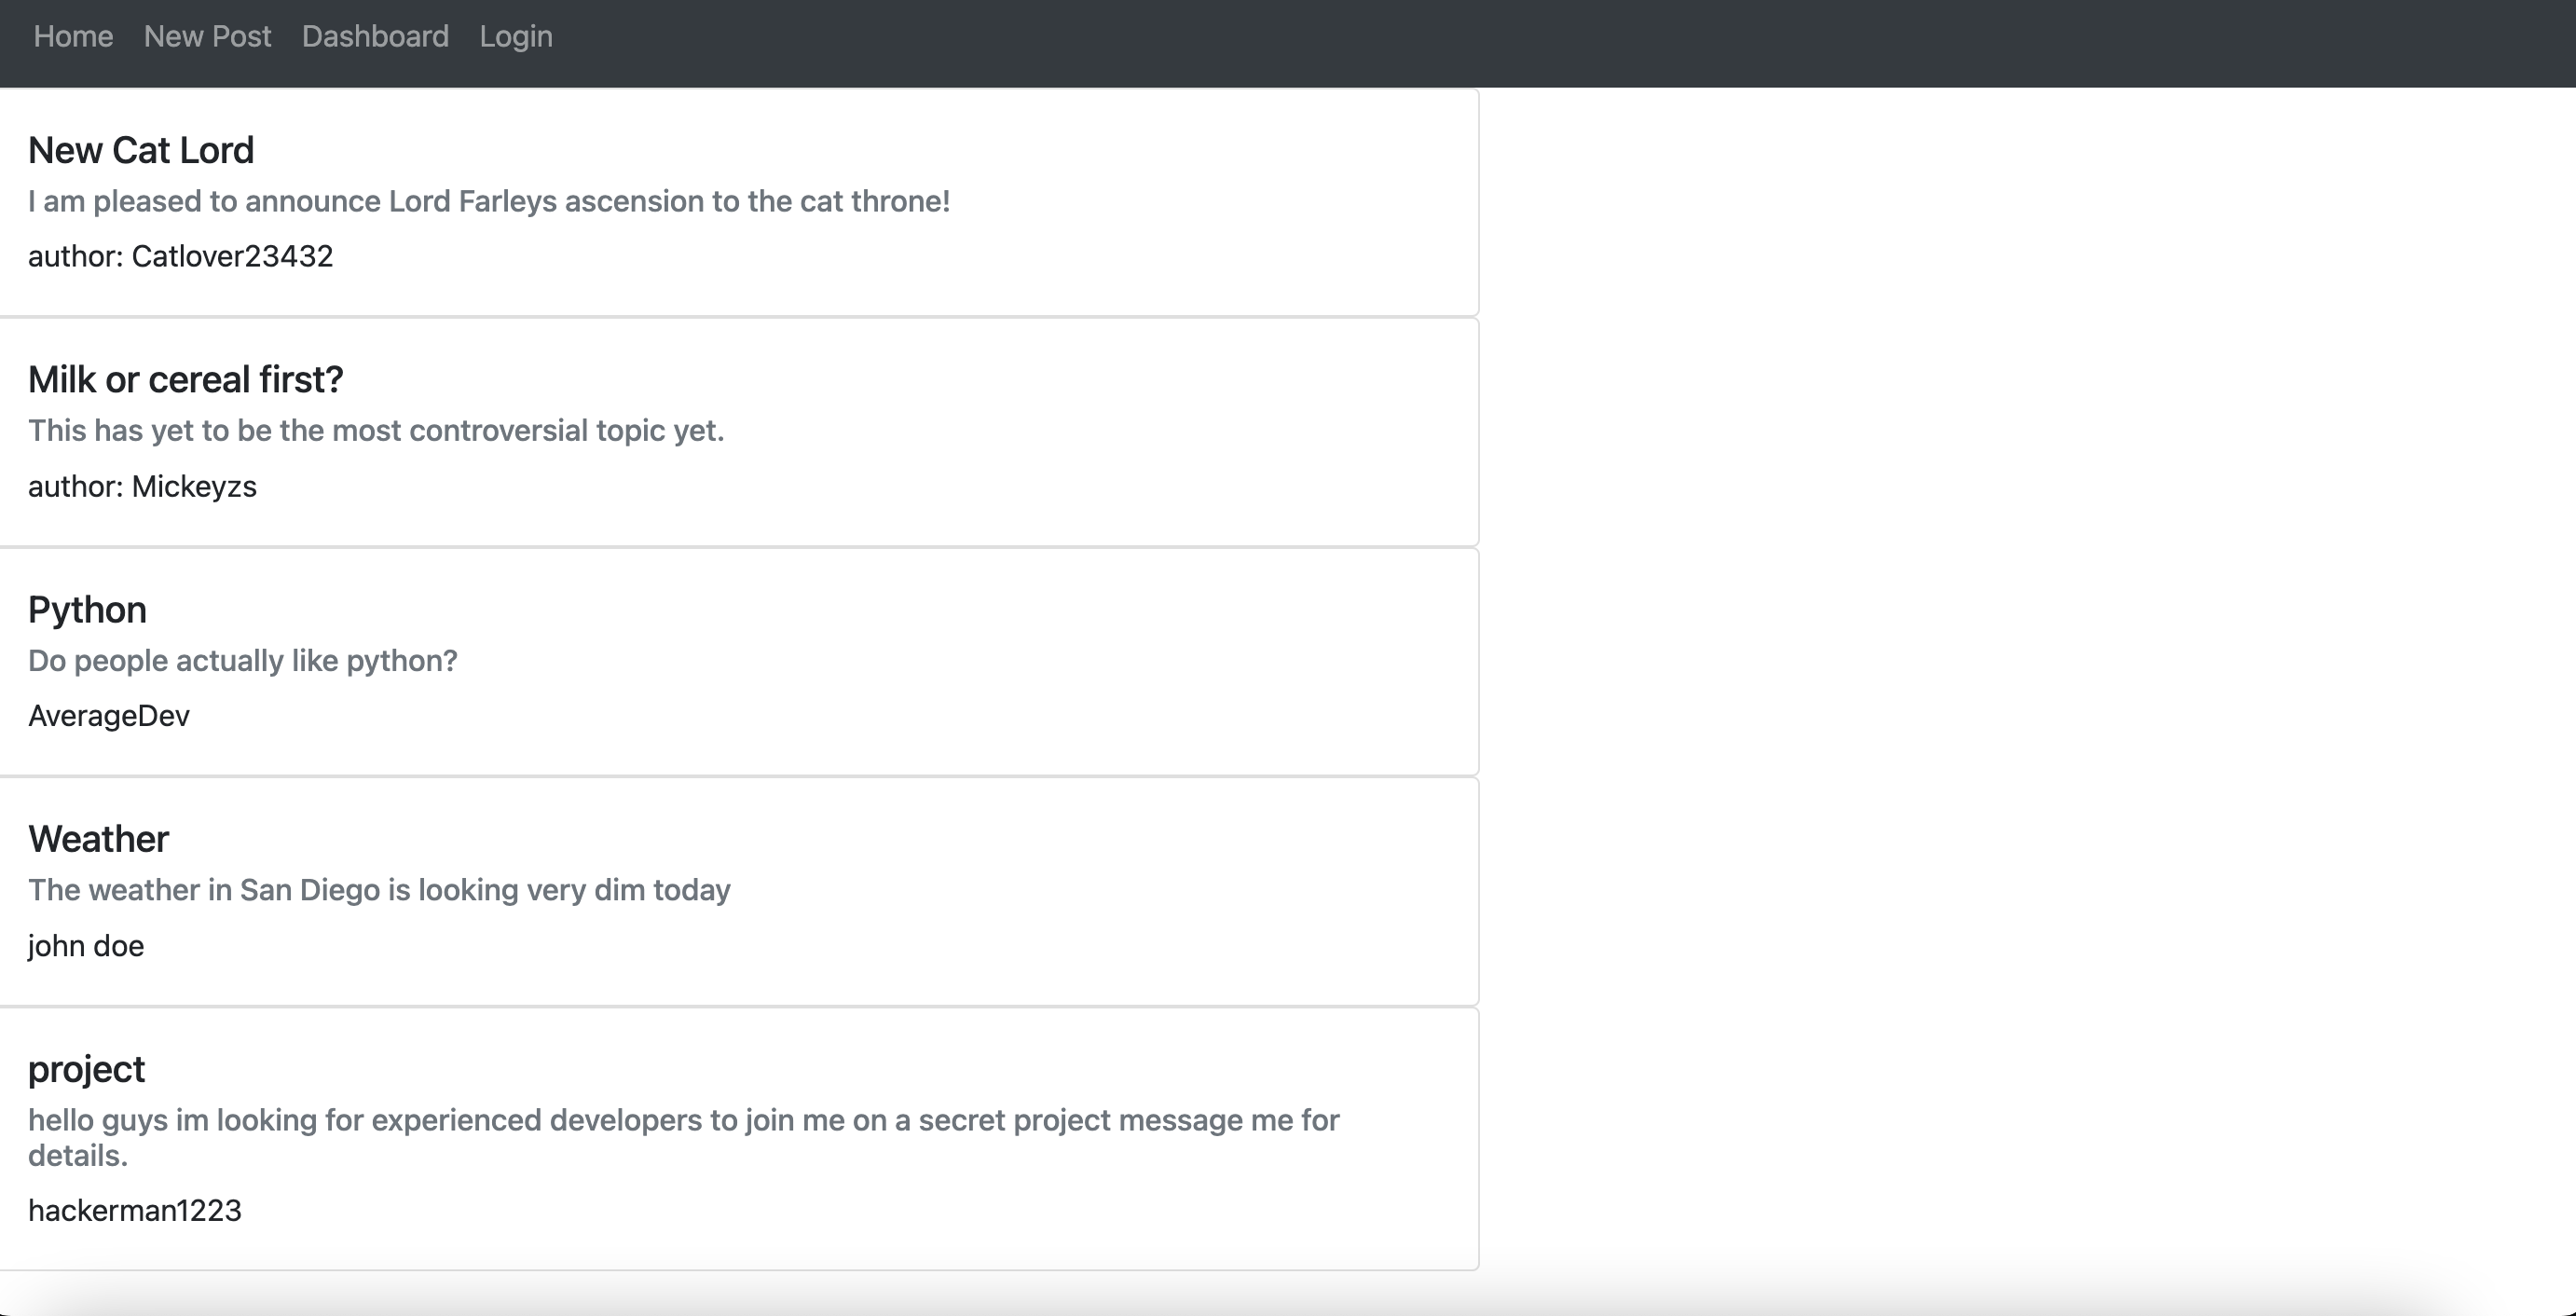 Home New Post Dashboard Login
New Cat Lord
I am pleased to announce Lord Farleys ascension to the cat throne!
author: Catlover23432
Milk or cereal first?
This has yet to be the most controversial topic yet.
author: Mickeyzs
Python
Do people actually like python?
AverageDev
Weather
The weather in San Diego is looking very dim today
john doe
project
hello guys im looking for experienced developers to join me on a secret project message me for
details.
hackerman1223